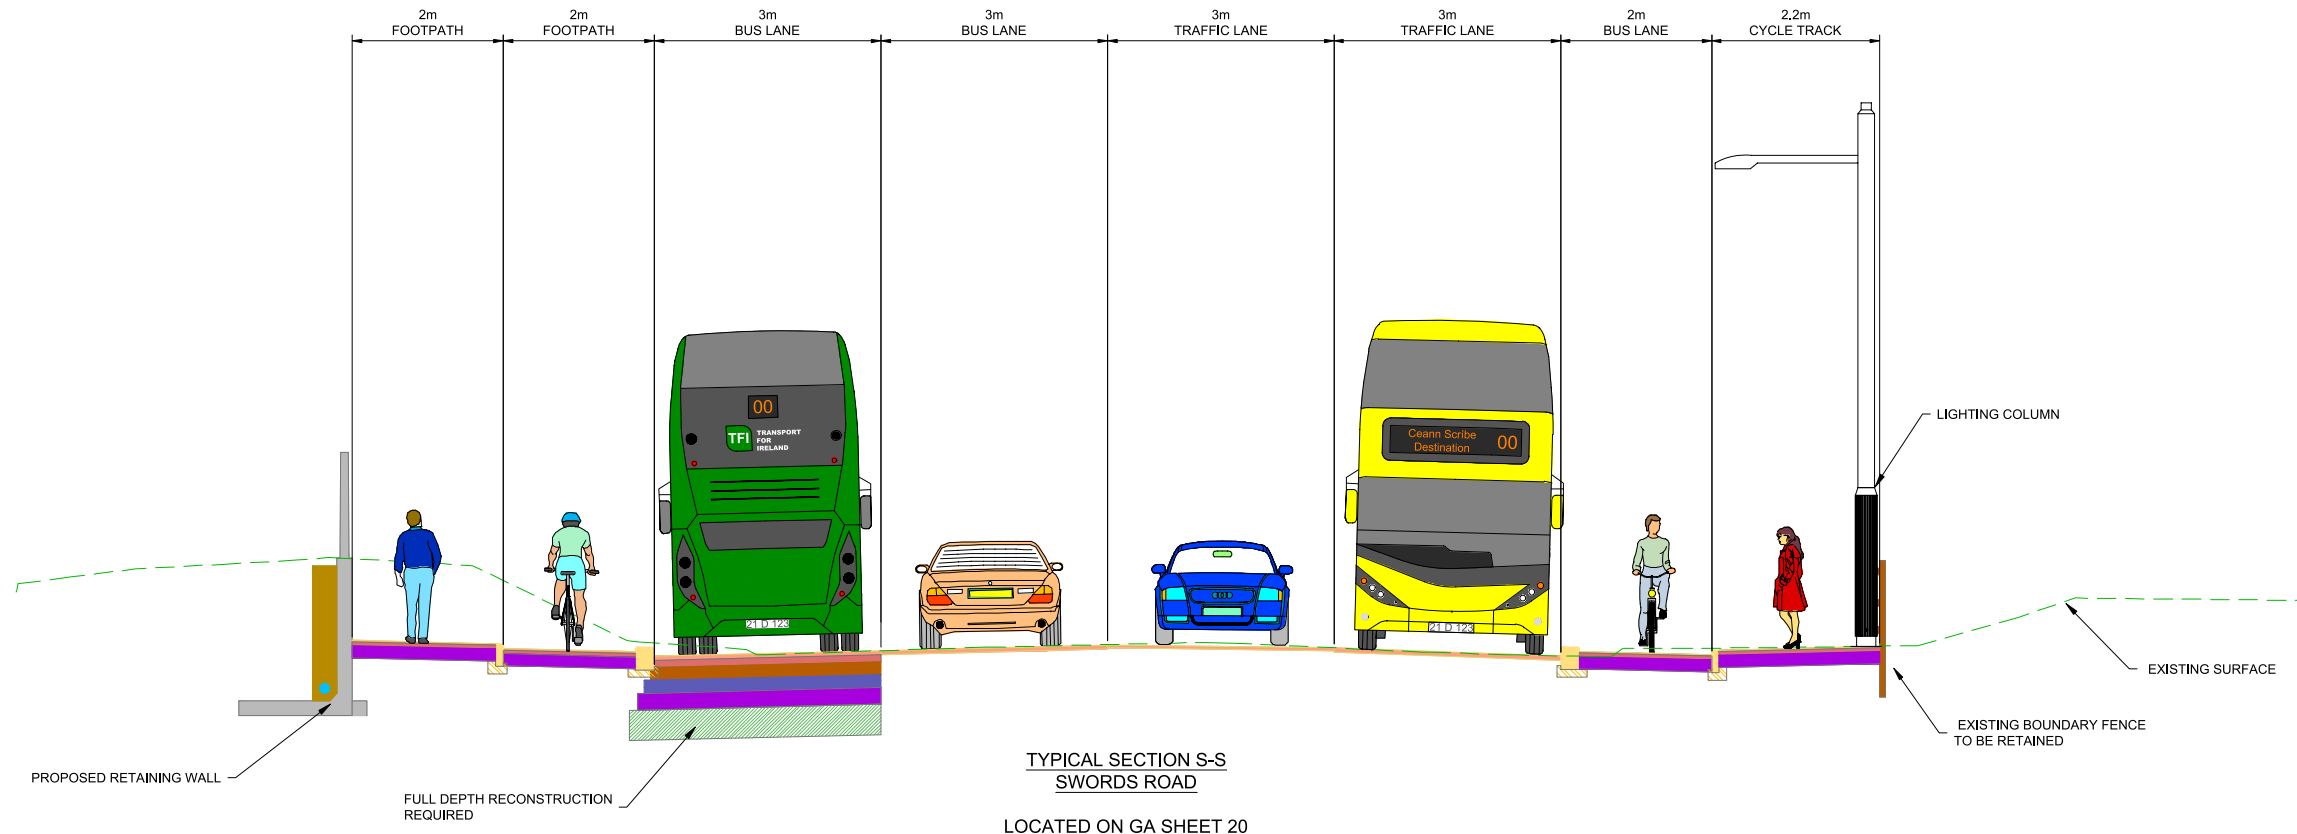 2m
FOOTPATH
2m
FOOTPATH
3m
BUS LANE
3m
BUS LANE
3m
TRAFFIC LANE
3m
TRAFFIC LANE
2m
BUS LANE
2.2m
CYCLE TRACK
00
TFI
TRANSPORT
FOR
IRELAND
21 D 123
Ceann Scribe
Destination
00
21 D 123
LIGHTING COLUMN
EXISTING SURFACE
EXISTING BOUNDARY FENCE
TO BE RETAINED
PROPOSED RETAINING WALL
FULL DEPTH RECONSTRUCTION
REQUIRED
TYPICAL SECTION S-S
SWORDS ROAD
LOCATED ON GA SHEET 20